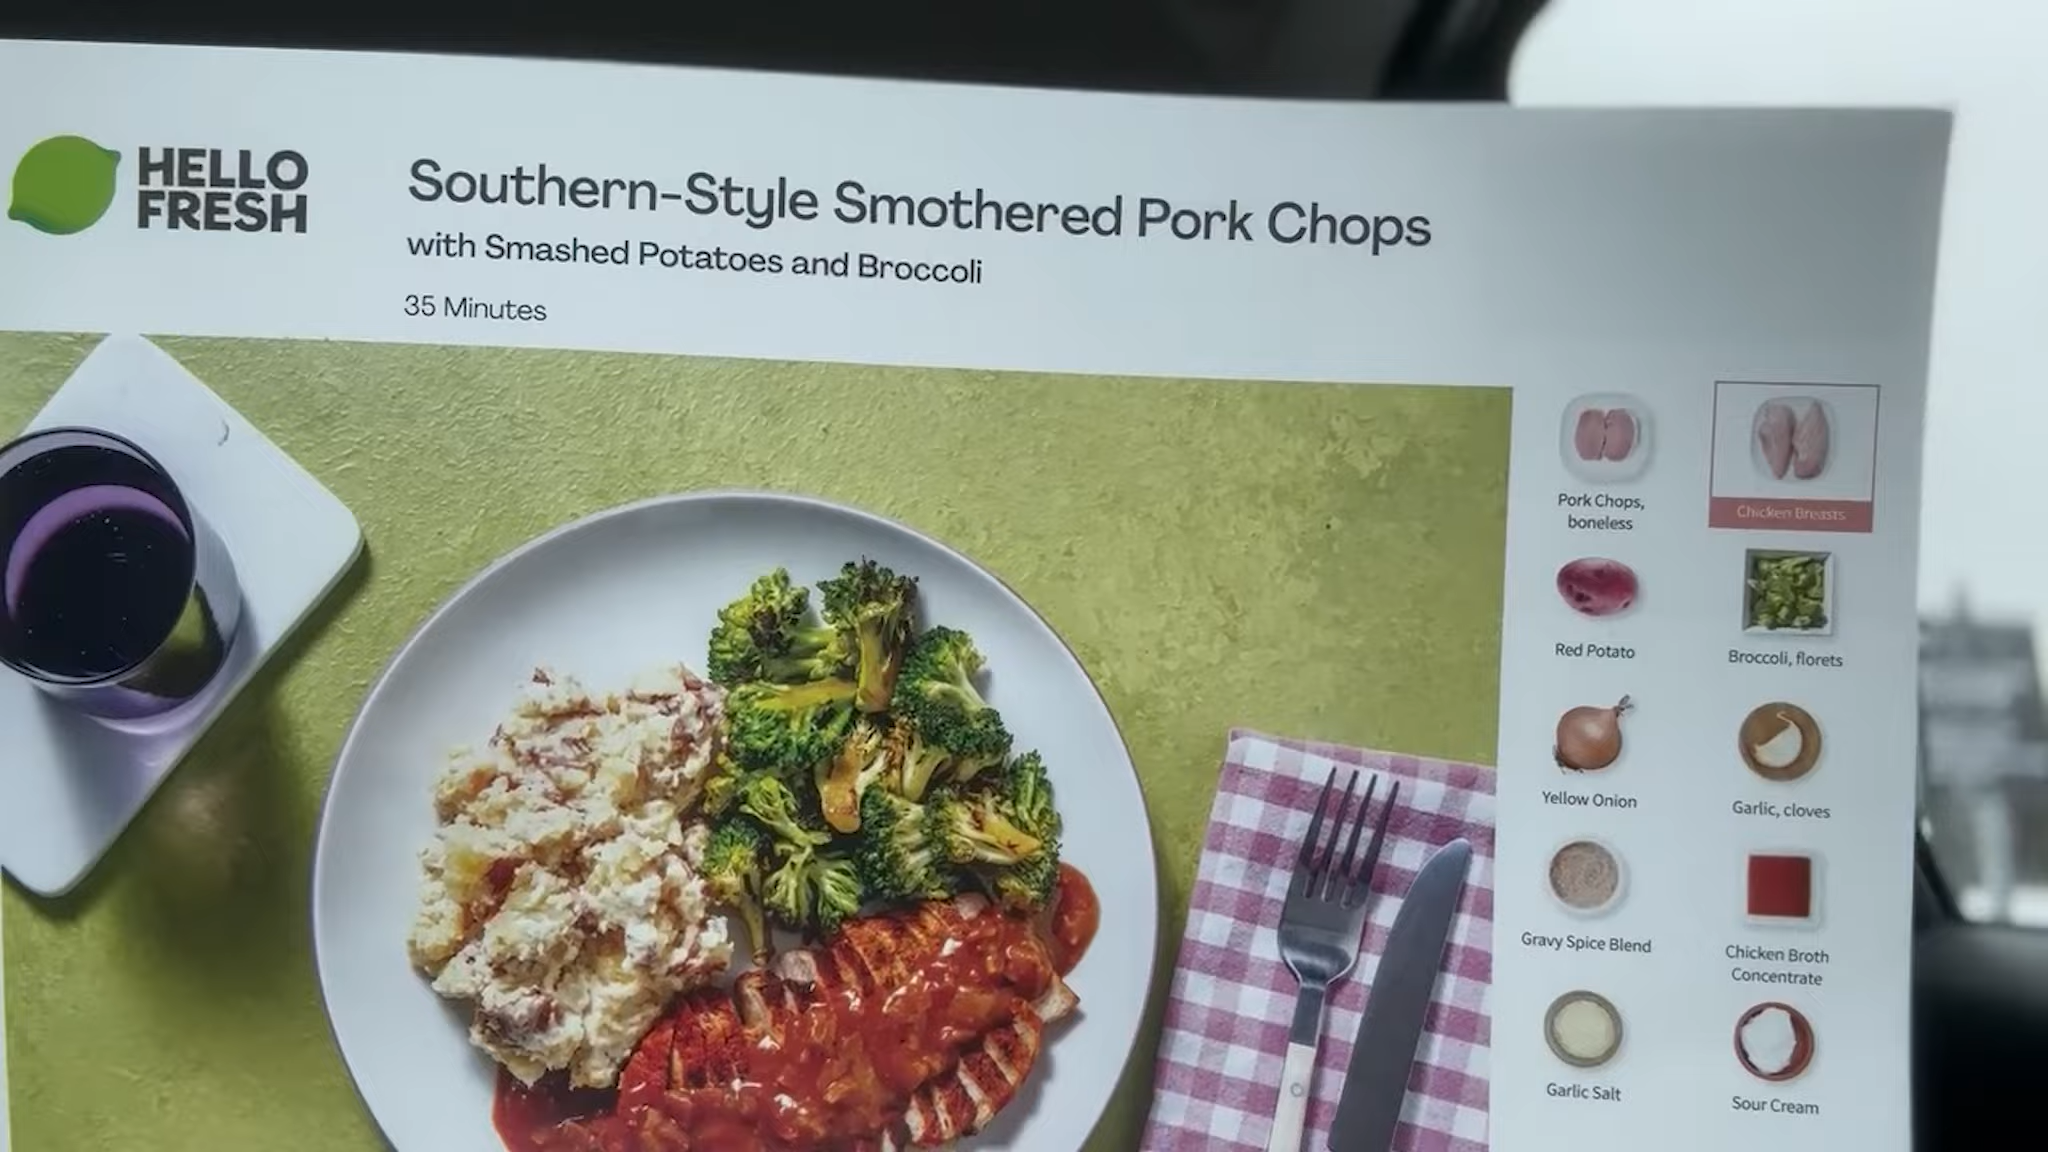 HELLO
FRESH
Southern-Style Smothered Pork Chops
with Smashed Potatoes and Broccoli
35 Minutes
Pork Chops,
boneless
Chicken Breasts
Red Potato
Broccoli, florets
Yellow Onion
Garlic, cloves
Gravy Spice Blend
Chicken Broth
Concentrate
Garlic Salt
Sour Cream